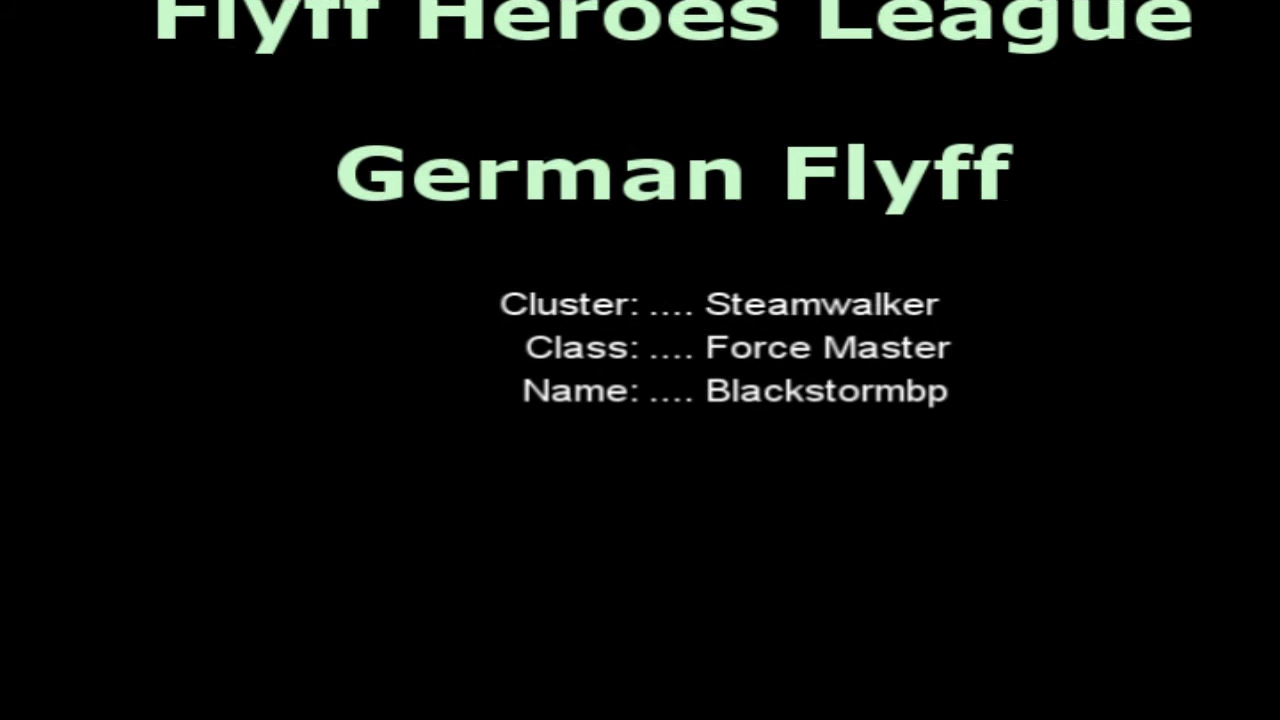 Flyff Heroes League
German Flyff
Cluster: .... Steamwalker
Class: .... Force Master
Name: .... Blackstormbp